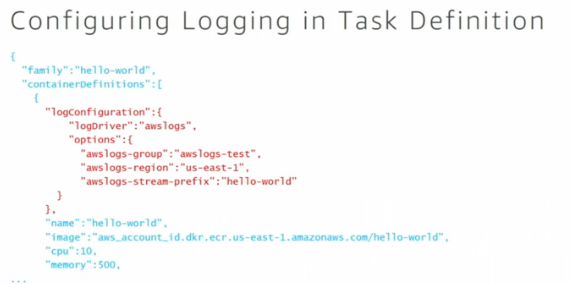 Configuring Logging in Task Definition
{
"family":"hello-world",
"containerDefinitions":[
{
"logConfiguration":{
"logDriver":"awslogs",
"options":{
"awslogs-group":"awslogs-test",
"awslogs-region":"us-east-1",
"awslogs-stream-prefix":"hello-world"
}
},
"name":"hello-world",
"image":"aws_account_id.dkr.ecr.us-east-1.amazonaws.com/hello-world",
"cpu":10,
"memory":500,
...